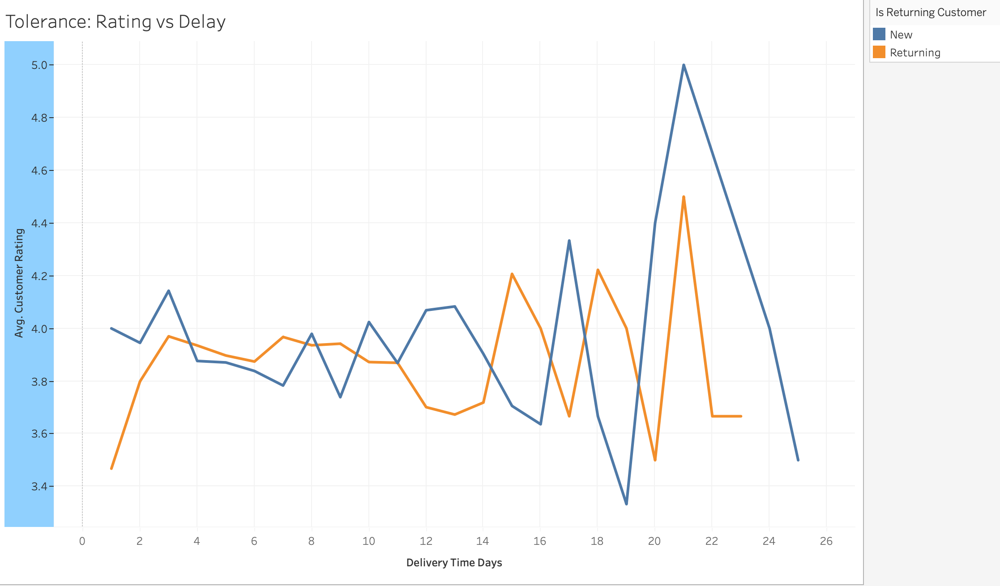 Tolerance: Rating vs Delay
Is Returning Customer
New
Returning
Avg. Customer Rating
5.0
4.8
4.6
4.4
4.2
4.0
3.8
3.6
3.4
0 2 4 6 8 10 12 14 16 18 20 22 24 26
Delivery Time Days